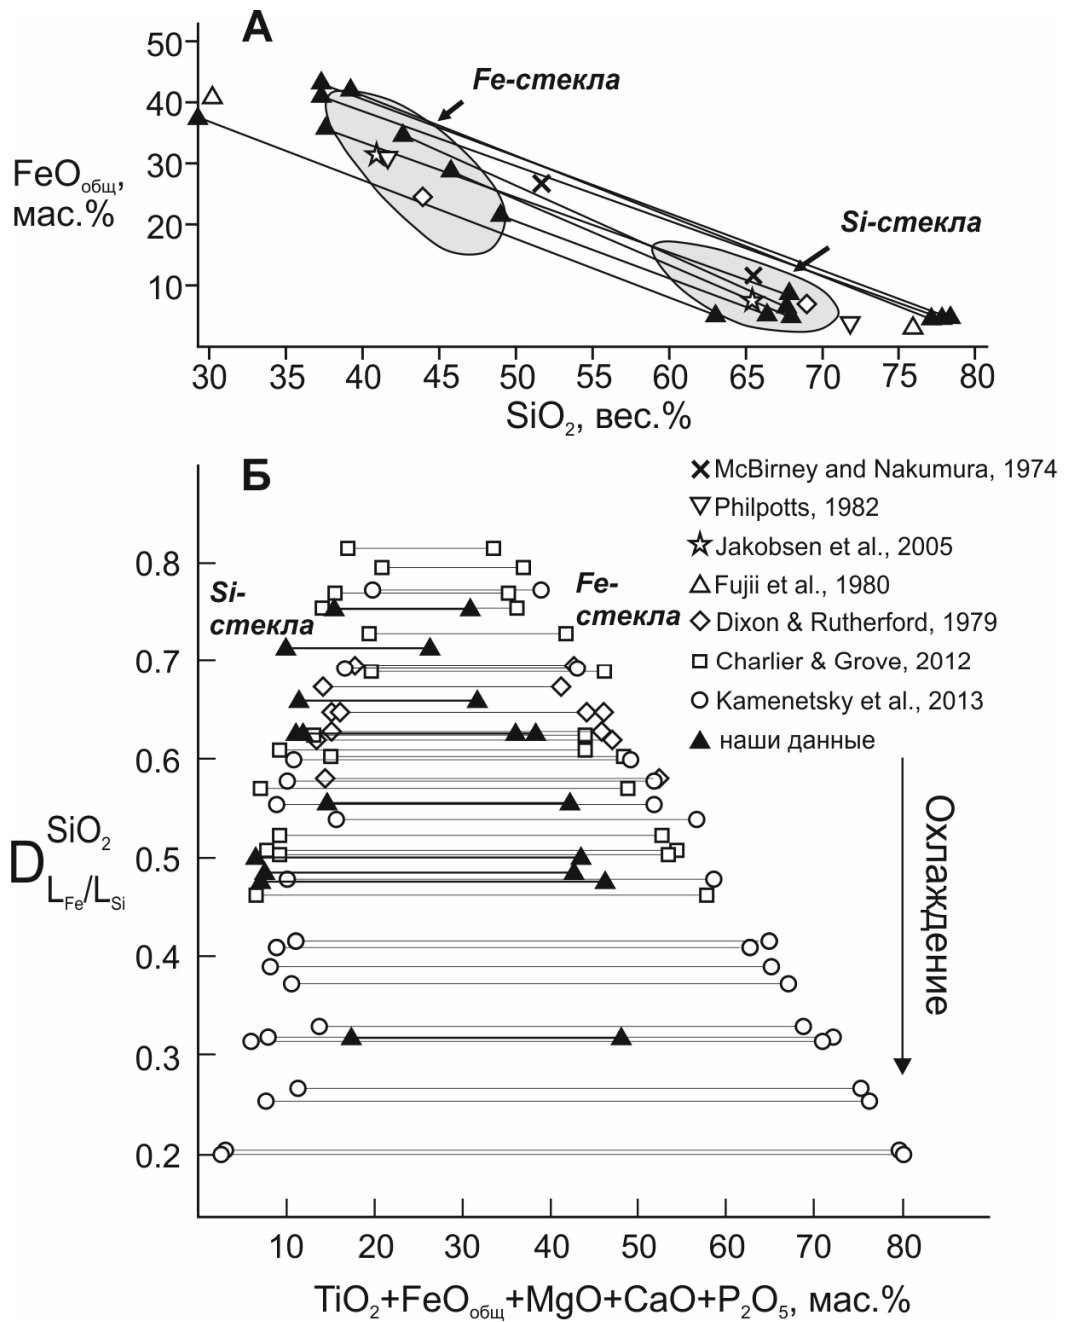 А
50
40
30
20
10
FeOобщ,
мас.%
Fe-стекла
Si-стекла
30 35 40 45 50 55 60 65 70 75 80
SiO₂, вес.%
Б
McBirney and Nakumura, 1974
Philpotts, 1982
Jakobsen et al., 2005
Fujii et al., 1980
Dixon & Rutherford, 1979
Charlier & Grove, 2012
Kamenetsky et al., 2013
наши данные
Si-
стекла
Fe-
стекла
0.8
0.7
0.6
0.5
0.4
0.3
0.2
D SiO₂
LFe/LSi
Охлаждение
10 20 30 40 50 60 70 80
TiO₂+FeOобщ+MgO+CaO+P₂O₅, мас.%